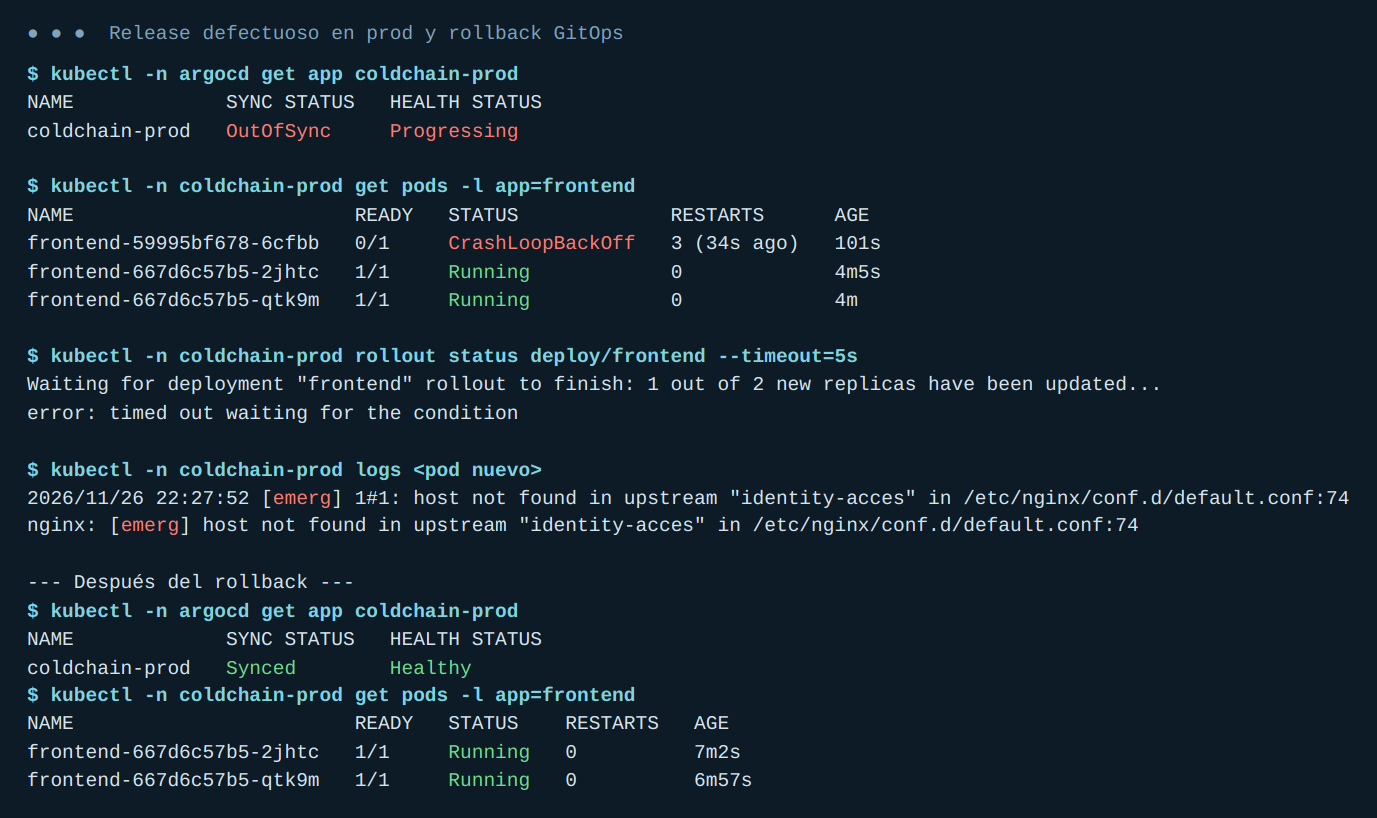 ● ● ● Release defectuoso en prod y rollback GitOps
$ kubectl -n argocd get app coldchain-prod
NAME SYNC STATUS HEALTH STATUS
coldchain-prod OutOfSync Progressing
$ kubectl -n coldchain-prod get pods -l app=frontend
NAME READY STATUS RESTARTS AGE
frontend-59995bf678-6cfbb 0/1 CrashLoopBackOff 3 (34s ago) 101s
frontend-667d6c57b5-2jhtc 1/1 Running 0 4m5s
frontend-667d6c57b5-qtk9m 1/1 Running 0 4m
$ kubectl -n coldchain-prod rollout status deploy/frontend --timeout=5s
Waiting for deployment "frontend" rollout to finish: 1 out of 2 new replicas have been updated...
error: timed out waiting for the condition
$ kubectl -n coldchain-prod logs <pod nuevo>
2026/11/26 22:27:52 [emerg] 1#1: host not found in upstream "identity-acces" in /etc/nginx/conf.d/default.conf:74
nginx: [emerg] host not found in upstream "identity-acces" in /etc/nginx/conf.d/default.conf:74
--- Después del rollback ---
$ kubectl -n argocd get app coldchain-prod
NAME SYNC STATUS HEALTH STATUS
coldchain-prod Synced Healthy
$ kubectl -n coldchain-prod get pods -l app=frontend
NAME READY STATUS RESTARTS AGE
frontend-667d6c57b5-2jhtc 1/1 Running 0 7m2s
frontend-667d6c57b5-qtk9m 1/1 Running 0 6m57s